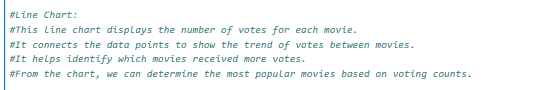 #Line Chart:
#This line chart displays the number of votes for each movie.
#It connects the data points to show the trend of votes between movies.
#It helps identify which movies received more votes.
#From the chart, we can determine the most popular movies based on voting counts.